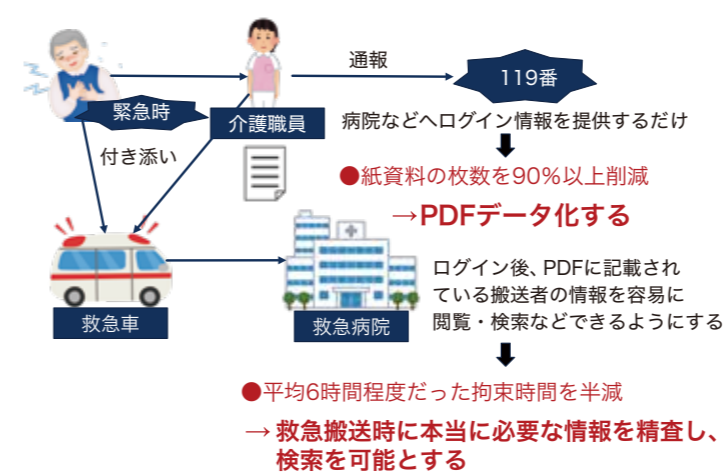 通報
119番
緊急時
介護職員
病院などへログイン情報を提供するだけ
付き添い
●紙資料の枚数を90%以上削減
→PDFデータ化する
ログイン後、PDFに記載され
ている搬送者の情報を容易に
閲覧・検索などできるようにする
救急車
救急病院
●平均6時間程度だった拘束時間を半減
→ 救急搬送時に本当に必要な情報を精査し、
検索を可能とする